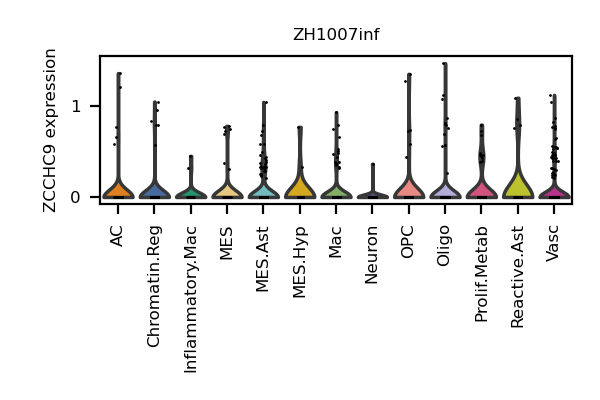 ZH1007inf
ZCCHC9 expression
1
0
AC
Chromatin.Reg
Inflammatory.Mac
MES
MES.Ast
MES.Hyp
Mac
Neuron
OPC
Oligo
Prolif.Metab
Reactive.Ast
Vasc